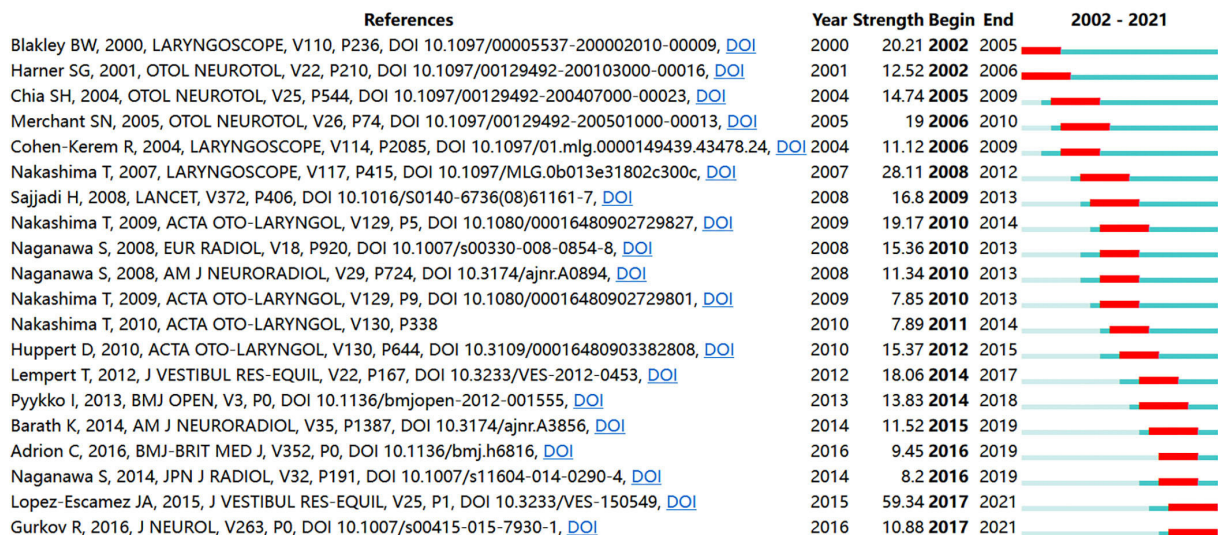 References Year Strength Begin End 2002 - 2021
Blakley BW, 2000, LARYNGOSCOPE, V110, P236, DOI 10.1097/00005537-200002010-00009, DOI 2000 20.21 2002 2005
Harner SG, 2001, OTOL NEUROTOL, V22, P210, DOI 10.1097/00129492-200103000-00016, DOI 2001 12.52 2002 2006
Chia SH, 2004, OTOL NEUROTOL, V25, P544, DOI 10.1097/00129492-200407000-00023, DOI 2004 14.74 2005 2009
Merchant SN, 2005, OTOL NEUROTOL, V26, P74, DOI 10.1097/00129492-200501000-00013, DOI 2005 19 2006 2010
Cohen-Kerem R, 2004, LARYNGOSCOPE, V114, P2085, DOI 10.1097/01.mlg.0000149439.43478.24, DOI 2004 11.12 2006 2009
Nakashima T, 2007, LARYNGOSCOPE, V117, P415, DOI 10.1097/MLG.0b013e31802c300c, DOI 2007 28.11 2008 2012
Sajjadi H, 2008, LANCET, V372, P406, DOI 10.1016/S0140-6736(08)61161-7, DOI 2008 16.8 2009 2013
Nakashima T, 2009, ACTA OTO-LARYNGOL, V129, P5, DOI 10.1080/00016480902729827, DOI 2009 19.17 2010 2014
Naganawa S, 2008, EUR RADIOL, V18, P920, DOI 10.1007/s00330-008-0854-8, DOI 2008 15.36 2010 2013
Naganawa S, 2008, AM J NEURORADIOL, V29, P724, DOI 10.3174/ajnr.A0894, DOI 2008 11.34 2010 2013
Nakashima T, 2009, ACTA OTO-LARYNGOL, V129, P9, DOI 10.1080/00016480902729801, DOI 2009 7.85 2010 2013
Nakashima T, 2010, ACTA OTO-LARYNGOL, V130, P338 2010 7.89 2011 2014
Huppert D, 2010, ACTA OTO-LARYNGOL, V130, P644, DOI 10.3109/00016480903382808, DOI 2010 15.37 2012 2015
Lempert T, 2012, J VESTIBUL RES-EQUIL, V22, P167, DOI 10.3233/VES-2012-0453, DOI 2012 18.06 2014 2017
Pyykko I, 2013, BMJ OPEN, V3, P0, DOI 10.1136/bmjopen-2012-001555, DOI 2013 13.83 2014 2018
Barath K, 2014, AM J NEURORADIOL, V35, P1387, DOI 10.3174/ajnr.A3856, DOI 2014 11.52 2015 2019
Adrion C, 2016, BMJ-BRIT MED J, V352, P0, DOI 10.1136/bmj.h6816, DOI 2016 9.45 2016 2019
Naganawa S, 2014, JPN J RADIOL, V32, P191, DOI 10.1007/s11604-014-0290-4, DOI 2014 8.2 2016 2019
Lopez-Escamez JA, 2015, J VESTIBUL RES-EQUIL, V25, P1, DOI 10.3233/VES-150549, DOI 2015 59.34 2017 2021
Gurkov R, 2016, J NEUROL, V263, P0, DOI 10.1007/s00415-015-7930-1, DOI 2016 10.88 2017 2021